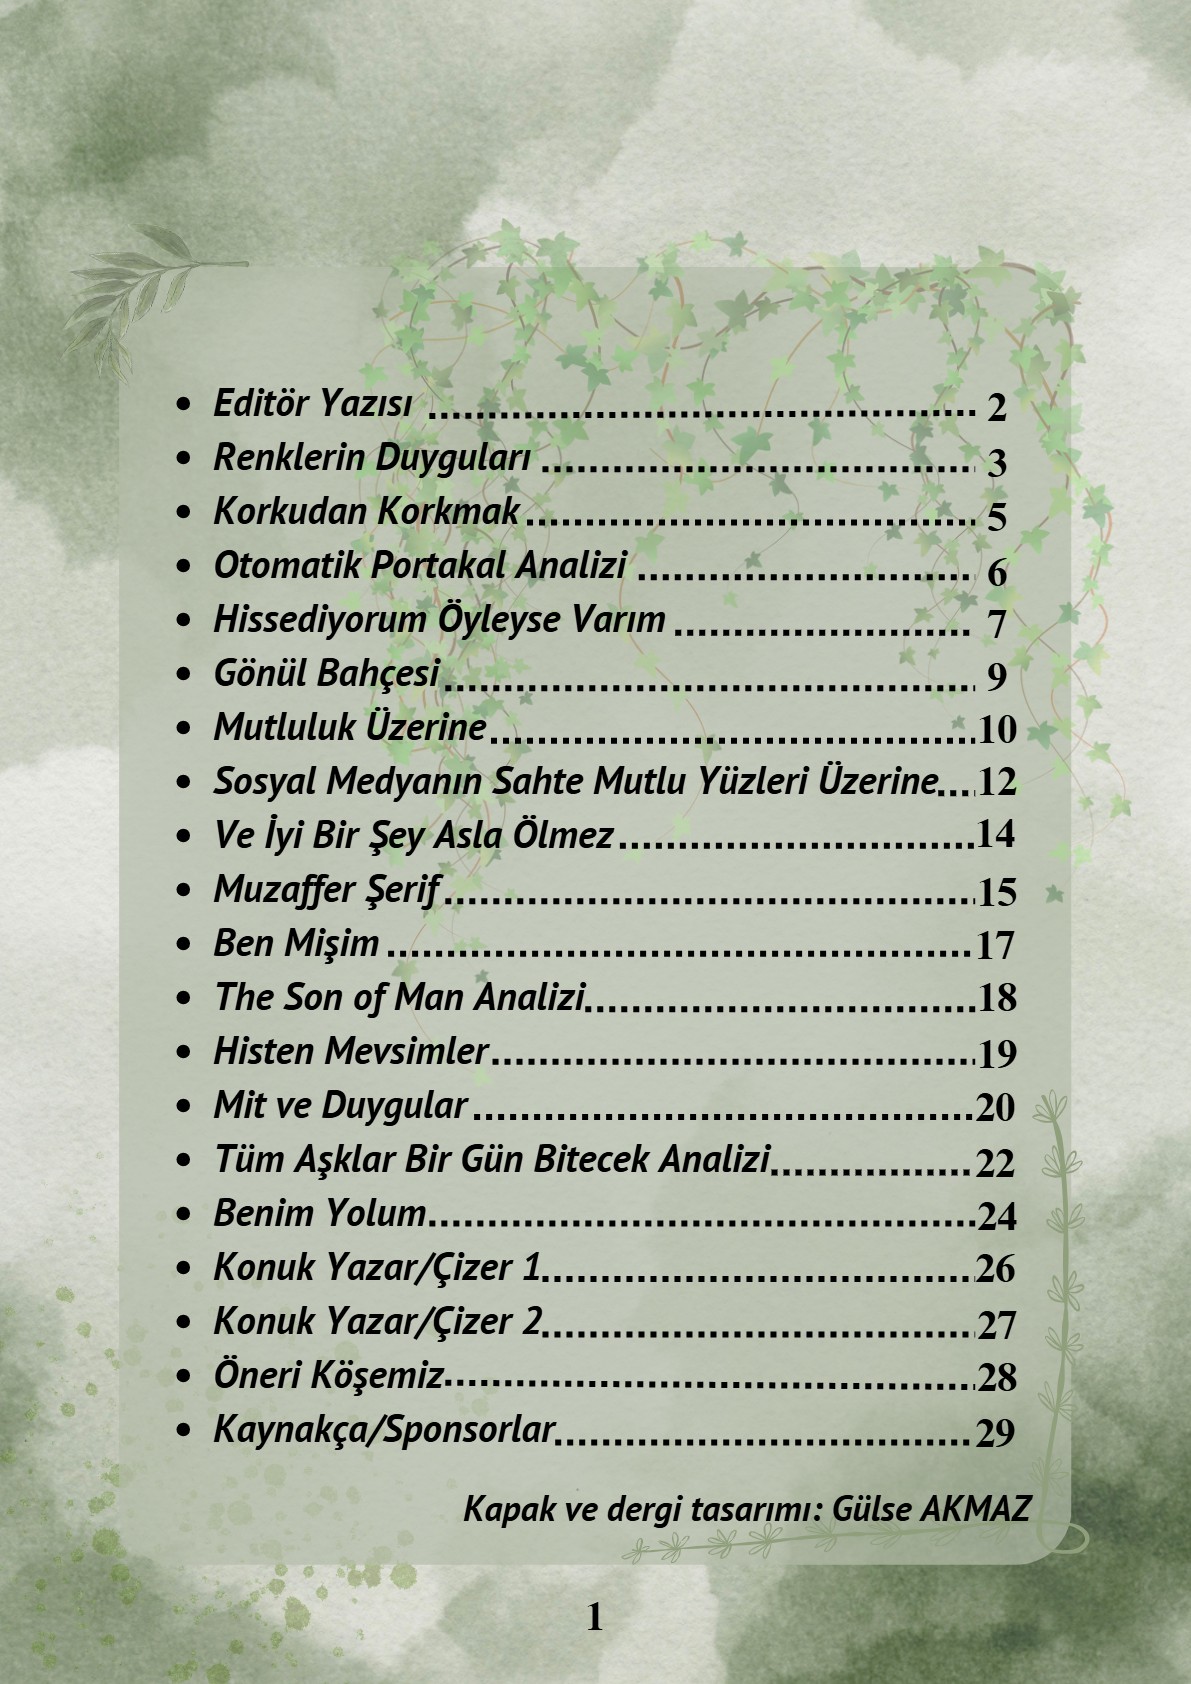 • Editör Yazısı ........................................ 2
• Renklerin Duyguları ........................................ 3
• Korkudan Korkmak ........................................ 5
• Otomatik Portakal Analizi ........................................ 6
• Hissediyorum Öyleyse Varım ........................................ 7
• Gönül Bahçesi ........................................ 9
• Mutluluk Üzerine ........................................ 10
• Sosyal Medyanın Sahte Mutlu Yüzleri Üzerine... 12
• Ve İyi Bir Şey Asla Ölmez ........................................ 14
• Muzaffer Şerif ........................................ 15
• Ben Mişim ........................................ 17
• The Son of Man Analizi ........................................ 18
• Histen Mevsimler ........................................ 19
• Mit ve Duygular ........................................ 20
• Tüm Aşklar Bir Gün Bitecek Analizi .................... 22
• Benim Yolum ........................................ 24
• Konuk Yazar/Çizer 1 ........................................ 26
• Konuk Yazar/Çizer 2 ........................................ 27
• Öneri Köşemiz ........................................ 28
• Kaynakça/Sponsorlar ........................................ 29
Kapak ve dergi tasarımı: Gülse AKMAZ
1